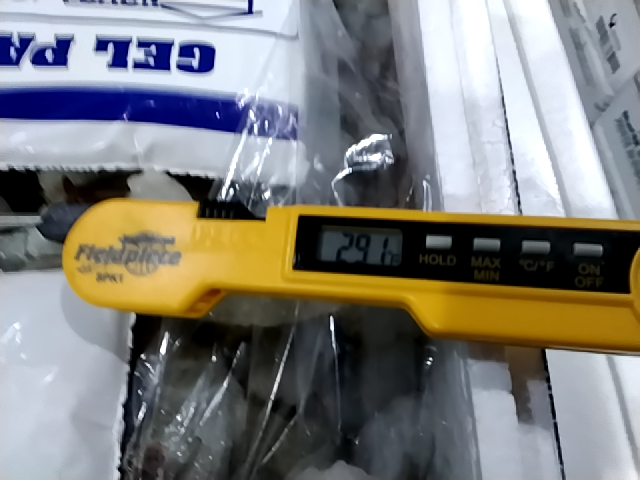 GEL PA
Fieldpiece
SPK1
29.1°F
HOLD
MAX
MIN
°C/°F
ON
OFF